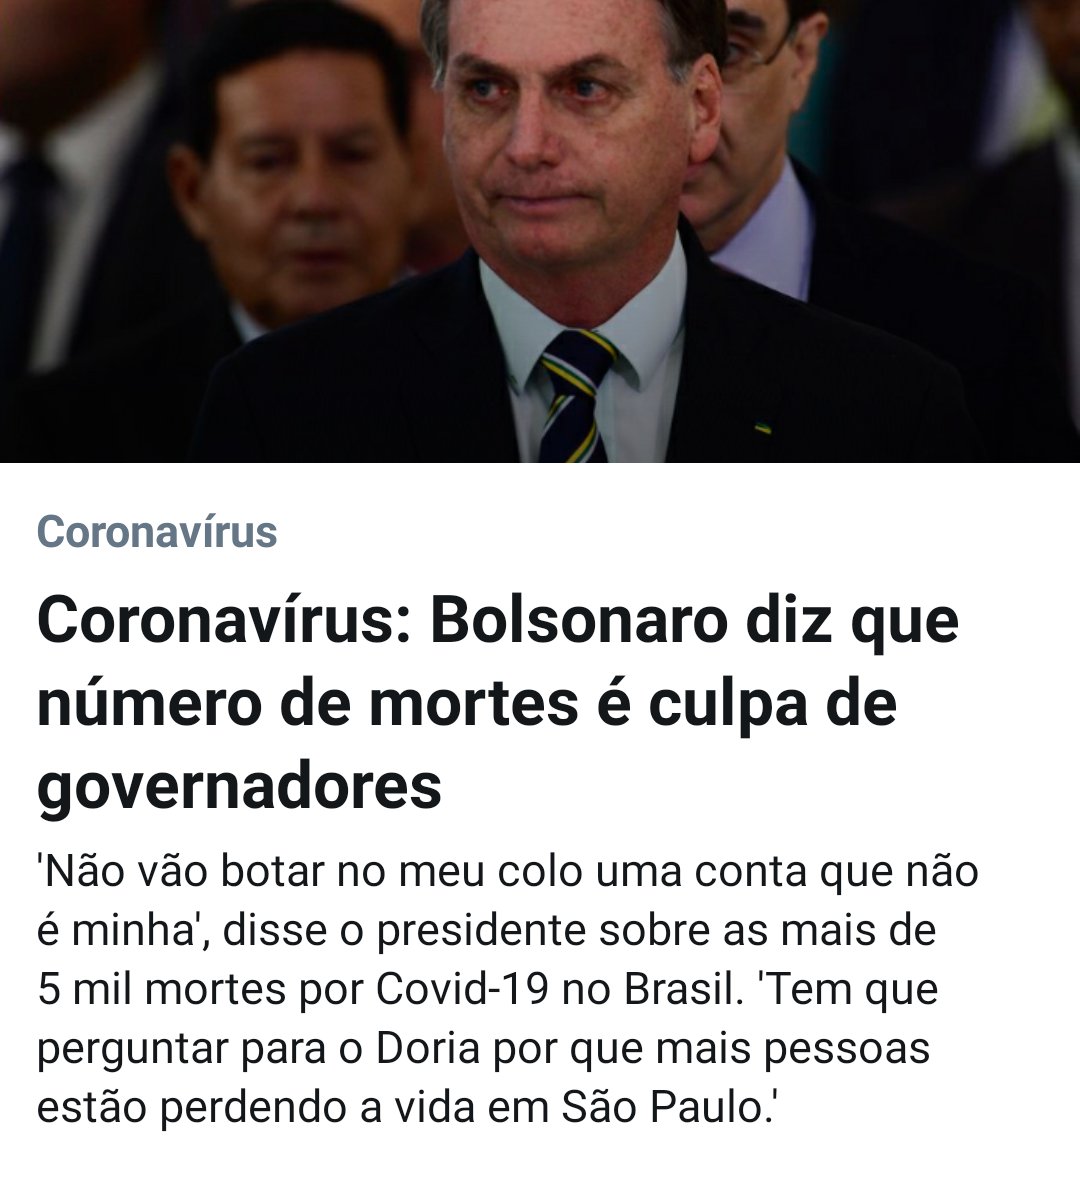 Coronavírus
Coronavírus: Bolsonaro diz que
número de mortes é culpa de
governadores
'Não vão botar no meu colo uma conta que não
é minha', disse o presidente sobre as mais de
5 mil mortes por Covid-19 no Brasil. 'Tem que
perguntar para o Doria por que mais pessoas
estão perdendo a vida em São Paulo.'